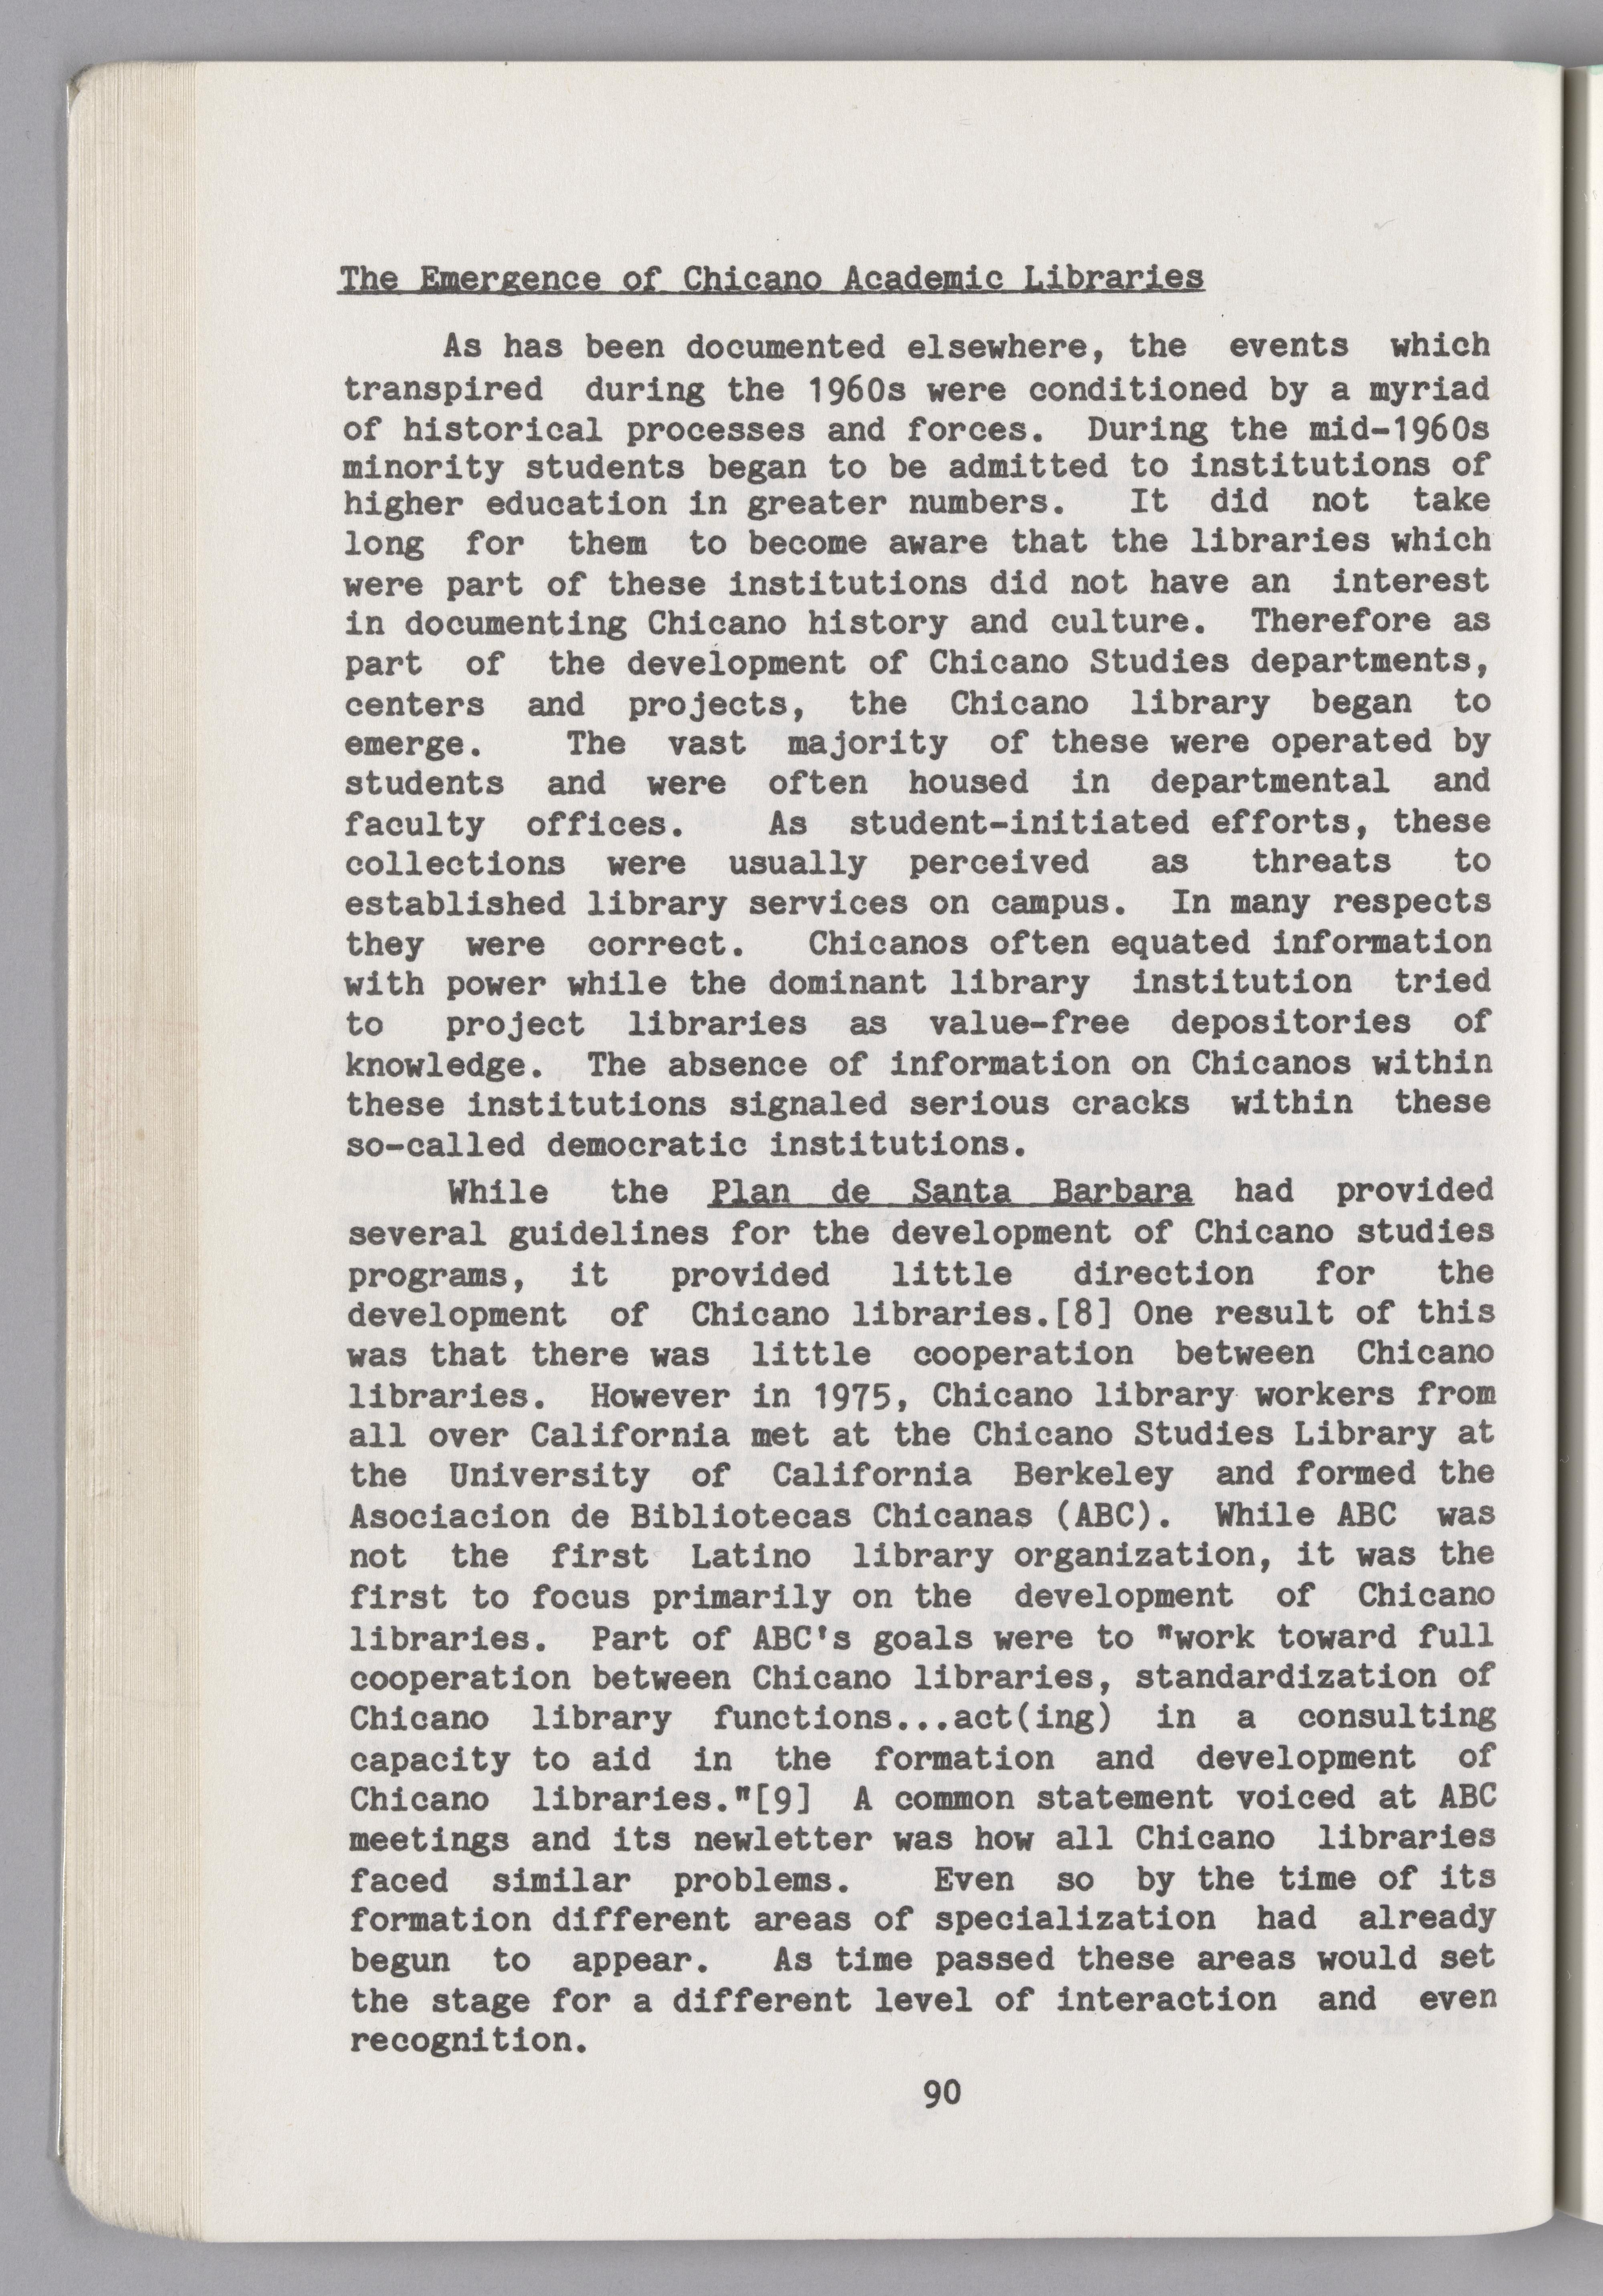 The Emergence of Chicano Academic Libraries
As has been documented elsewhere, the events which
transpired during the 1960s were conditioned by a myriad
of historical processes and forces. During the mid-1960s
minority students began to be admitted to institutions of
higher education in greater numbers. It did not take
long for them to become aware that the libraries which
were part of these institutions did not have an interest
in documenting Chicano history and culture. Therefore as
part of the development of Chicano Studies departments,
centers and projects, the Chicano library began to
emerge. The vast majority of these were operated by
students and were often housed in departmental and
faculty offices. As student-initiated efforts, these
collections were usually perceived as threats to
established library services on campus. In many respects
they were correct. Chicanos often equated information
with power while the dominant library institution tried
to project libraries as value-free depositories of
knowledge. The absence of information on Chicanos within
these institutions signaled serious cracks within these
so-called democratic institutions.
While the Plan de Santa Barbara had provided
several guidelines for the development of Chicano studies
programs, it provided little direction for the
development of Chicano libraries.[8] One result of this
was that there was little cooperation between Chicano
libraries. However in 1975, Chicano library workers from
all over California met at the Chicano Studies Library at
the University of California Berkeley and formed the
Asociacion de Bibliotecas Chicanas (ABC). While ABC was
not the first Latino library organization, it was the
first to focus primarily on the development of Chicano
libraries. Part of ABC's goals were to "work toward full
cooperation between Chicano libraries, standardization of
Chicano library functions...act(ing) in a consulting
capacity to aid in the formation and development of
Chicano libraries."[9] A common statement voiced at ABC
meetings and its newletter was how all Chicano libraries
faced similar problems. Even so by the time of its
formation different areas of specialization had already
begun to appear. As time passed these areas would set
the stage for a different level of interaction and even
recognition.
90